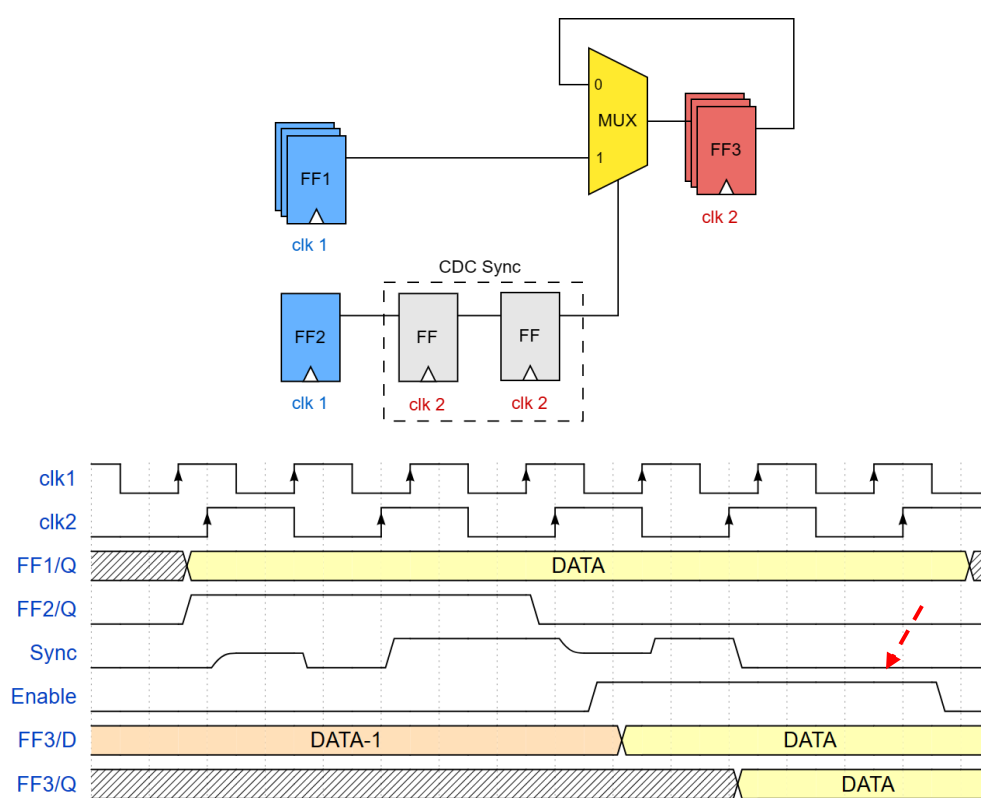 0
MUX
1
FF1
clk 1
FF3
clk 2
CDC Sync
FF2
FF
FF
clk 1
clk 2
clk 2
clk1
clk2
FF1/Q
DATA
FF2/Q
Sync
Enable
FF3/D
DATA-1
DATA
FF3/Q
DATA